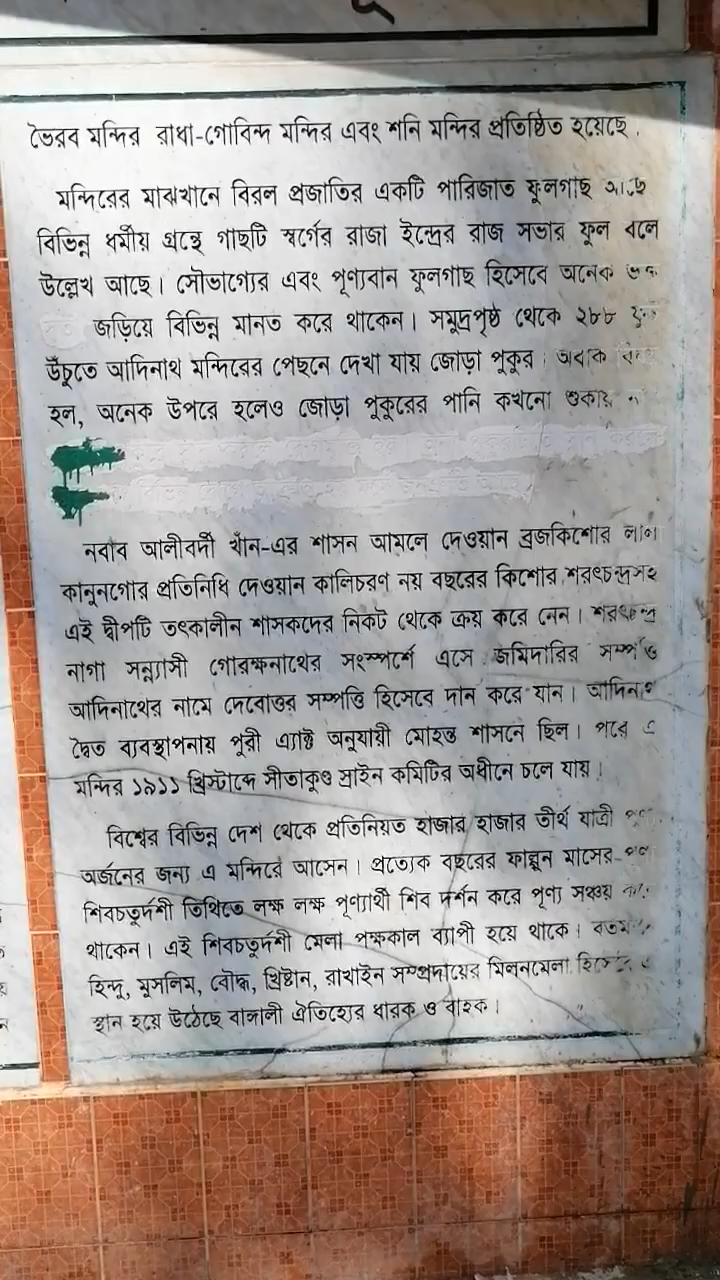 ভৈরব মন্দির রাধা-গোবিন্দ মন্দির এবং শনি মন্দির প্রতিষ্ঠিত হয়েছে.
মন্দিরের মাঝখানে বিরল প্রজাতির একটি পারিজাত ফুলগাছ আছে
বিভিন্ন ধর্মীয় গ্রন্থে গাছটি স্বর্গের রাজা ইন্দ্রের রাজ সভার ফুল বলে
উল্লেখ আছে। সৌভাগ্যের এবং পূণ্যবান ফুলগাছ হিসেবে অনেক
জড়িয়ে বিভিন্ন মানত করে থাকেন। সমুদ্রপৃষ্ঠ থেকে ২৮৮
উঁচুতে আদিনাথ মন্দিরের পেছনে দেখা যায় জোড়া পুকুর। অবাক
হল, অনেক উপরে হলেও জোড়া পুকুরের পানি কখনো শুকায়
নবাব আলীবর্দী খাঁন-এর শাসন আমলে দেওয়ান ব্রজকিশোর লাল
কানুনগোর প্রতিনিধি দেওয়ান কালিচরণ নয় বছরের কিশোর শরৎচন্দ্রসহ
এই দ্বীপটি তৎকালীন শাসকদের নিকট থেকে ক্রয় করে নেন। শরৎচন্দ্র
নাগা সন্ন্যাসী গোরক্ষনাথের সংস্পর্শে এসে জমিদারির সম্পত্তি
আদিনাথের নামে দেবোত্তর সম্পত্তি হিসেবে দান করে যান। আদিনাথ
দ্বৈত ব্যবস্থাপনায় পুরী এ্যাক্ট অনুযায়ী মোহন্ত শাসনে ছিল। পরে
মন্দির ১৯১১ খ্রিস্টাব্দে সীতাকুণ্ড স্রাইন কমিটির অধীনে চলে যায়।
বিশ্বের বিভিন্ন দেশ থেকে প্রতিনিয়ত হাজার হাজার তীর্থ যাত্রী
অর্জনের জন্য এ মন্দিরে আসেন। প্রত্যেক বছরের ফাল্গুন মাসের
শিবচতুর্দশী তিথিতে লক্ষ লক্ষ পূণ্যার্থী শিব দর্শন করে পূণ্য সঞ্চয়
থাকেন। এই শিবচতুর্দশী মেলা পক্ষকাল ব্যাপী হয়ে থাকে।
হিন্দু, মুসলিম, বৌদ্ধ, খ্রিষ্টান, রাখাইন সম্প্রদায়ের মিলনমেলা
স্থান হয়ে উঠেছে বাঙ্গালী ঐতিহ্যের ধারক ও বাহক।